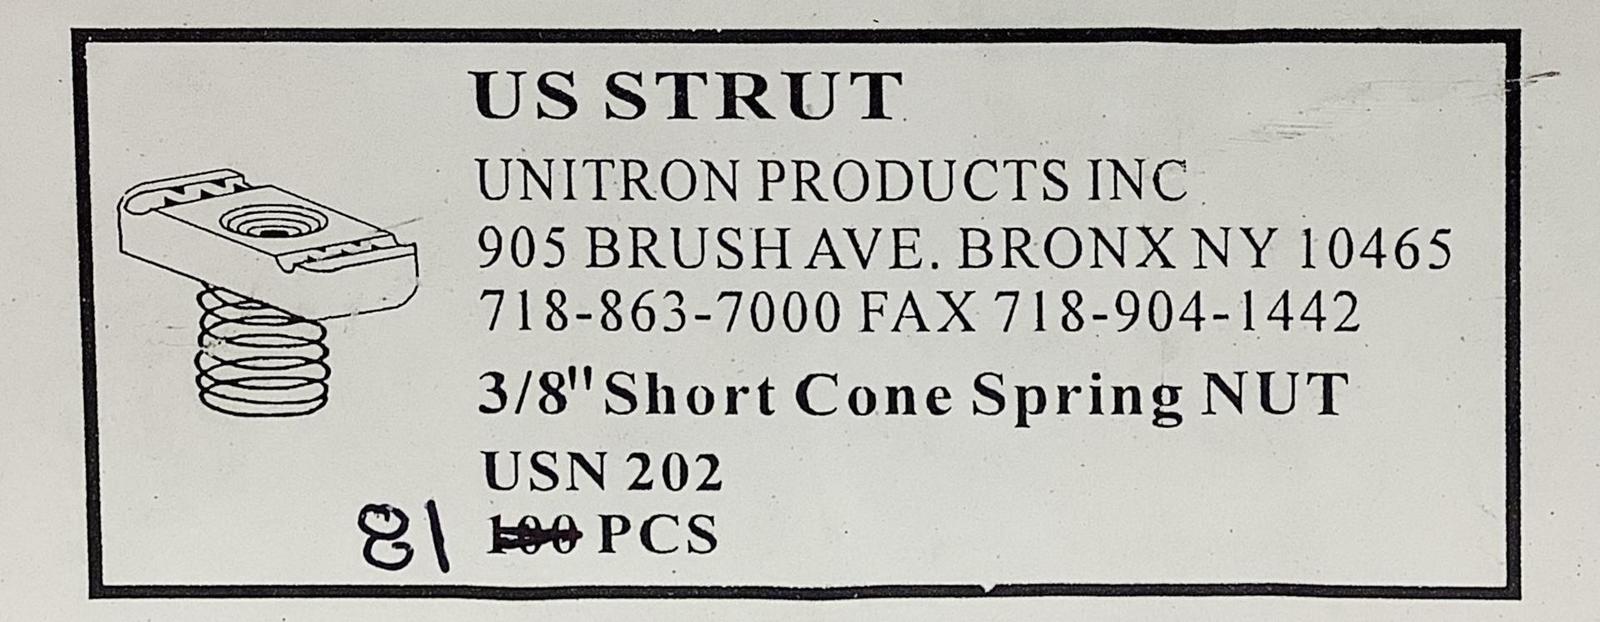 US STRUT
UNITRON PRODUCTS INC
905 BRUSH AVE. BRONX NY 10465
718-863-7000 FAX 718-904-1442
3/8" Short Cone Spring NUT
USN 202
81 100 PCS